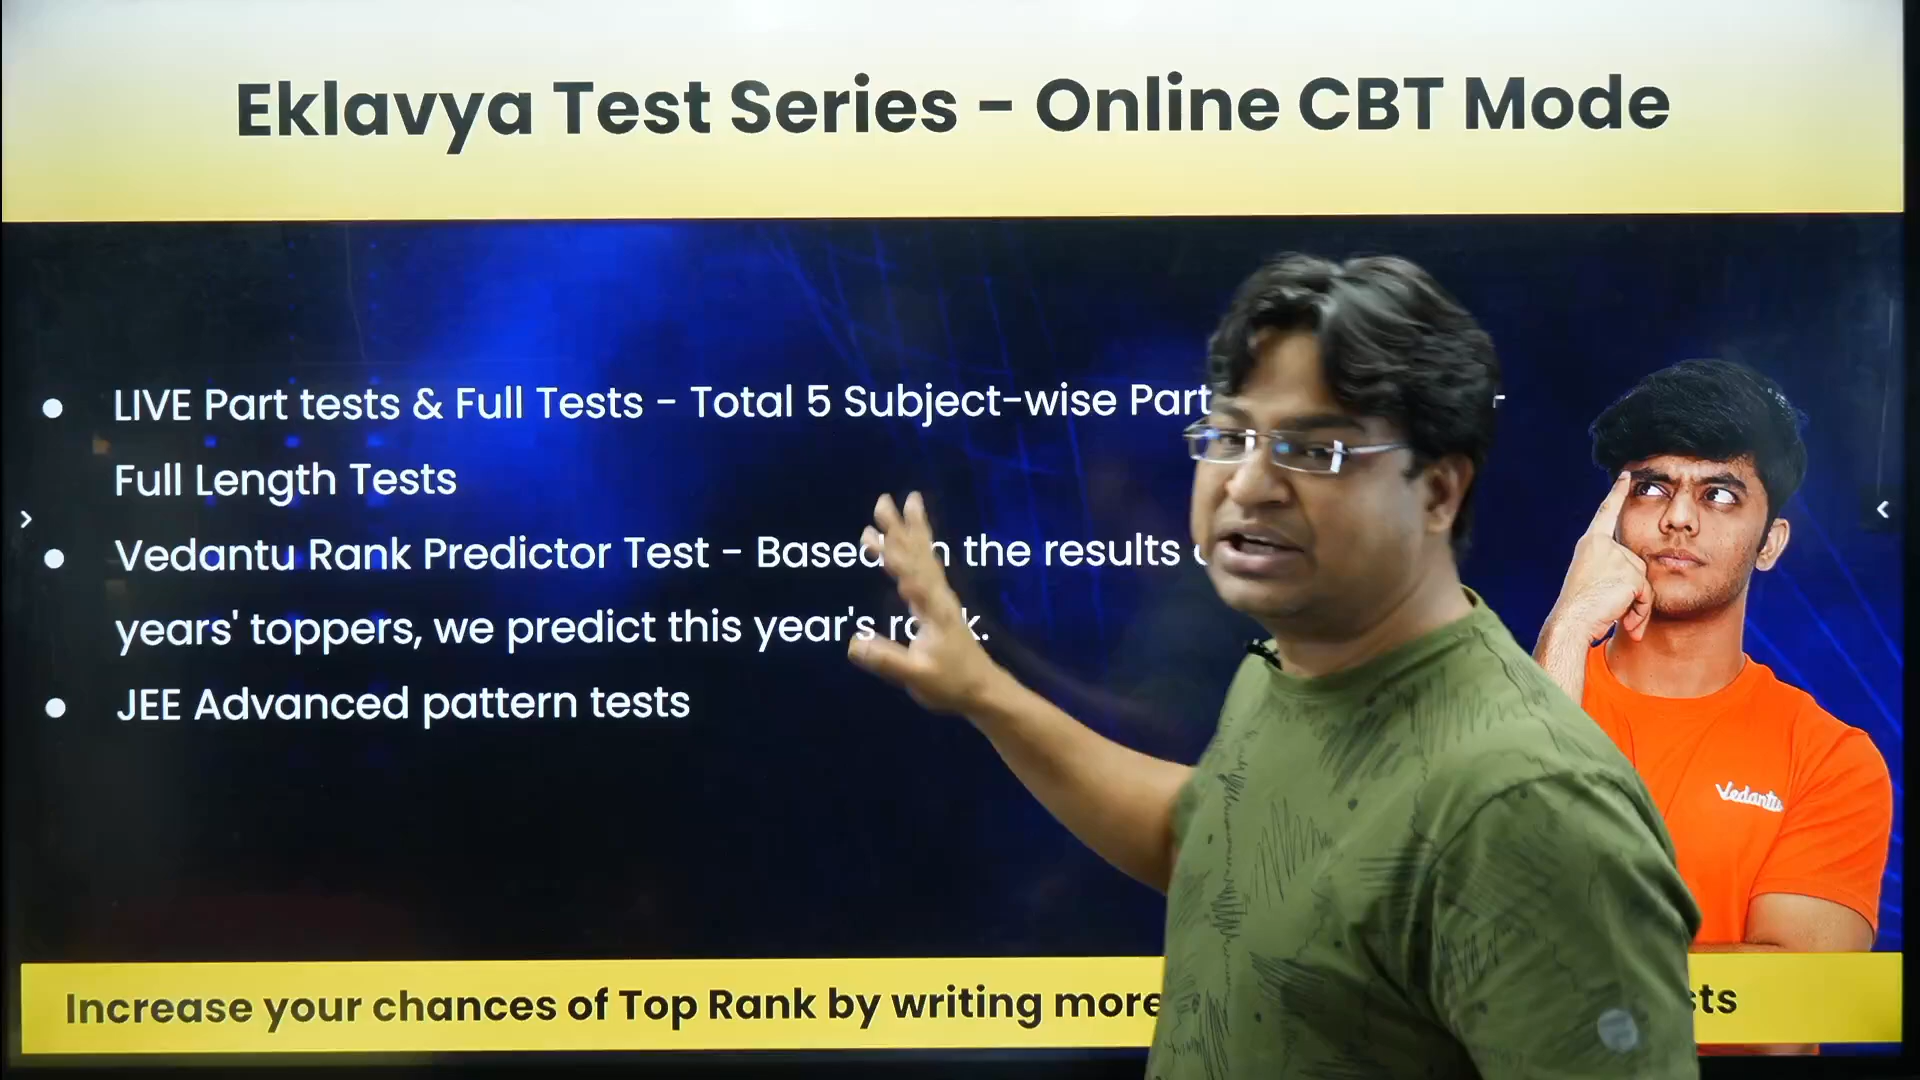 Eklavya Test Series - Online CBT Mode
LIVE Part tests & Full Tests - Total 5 Subject-wise Part
Full Length Tests
Vedantu Rank Predictor Test - Based the results
years' toppers, we predict this year's
JEE Advanced pattern tests
Vedantu
Increase your chances of Top Rank by writing more